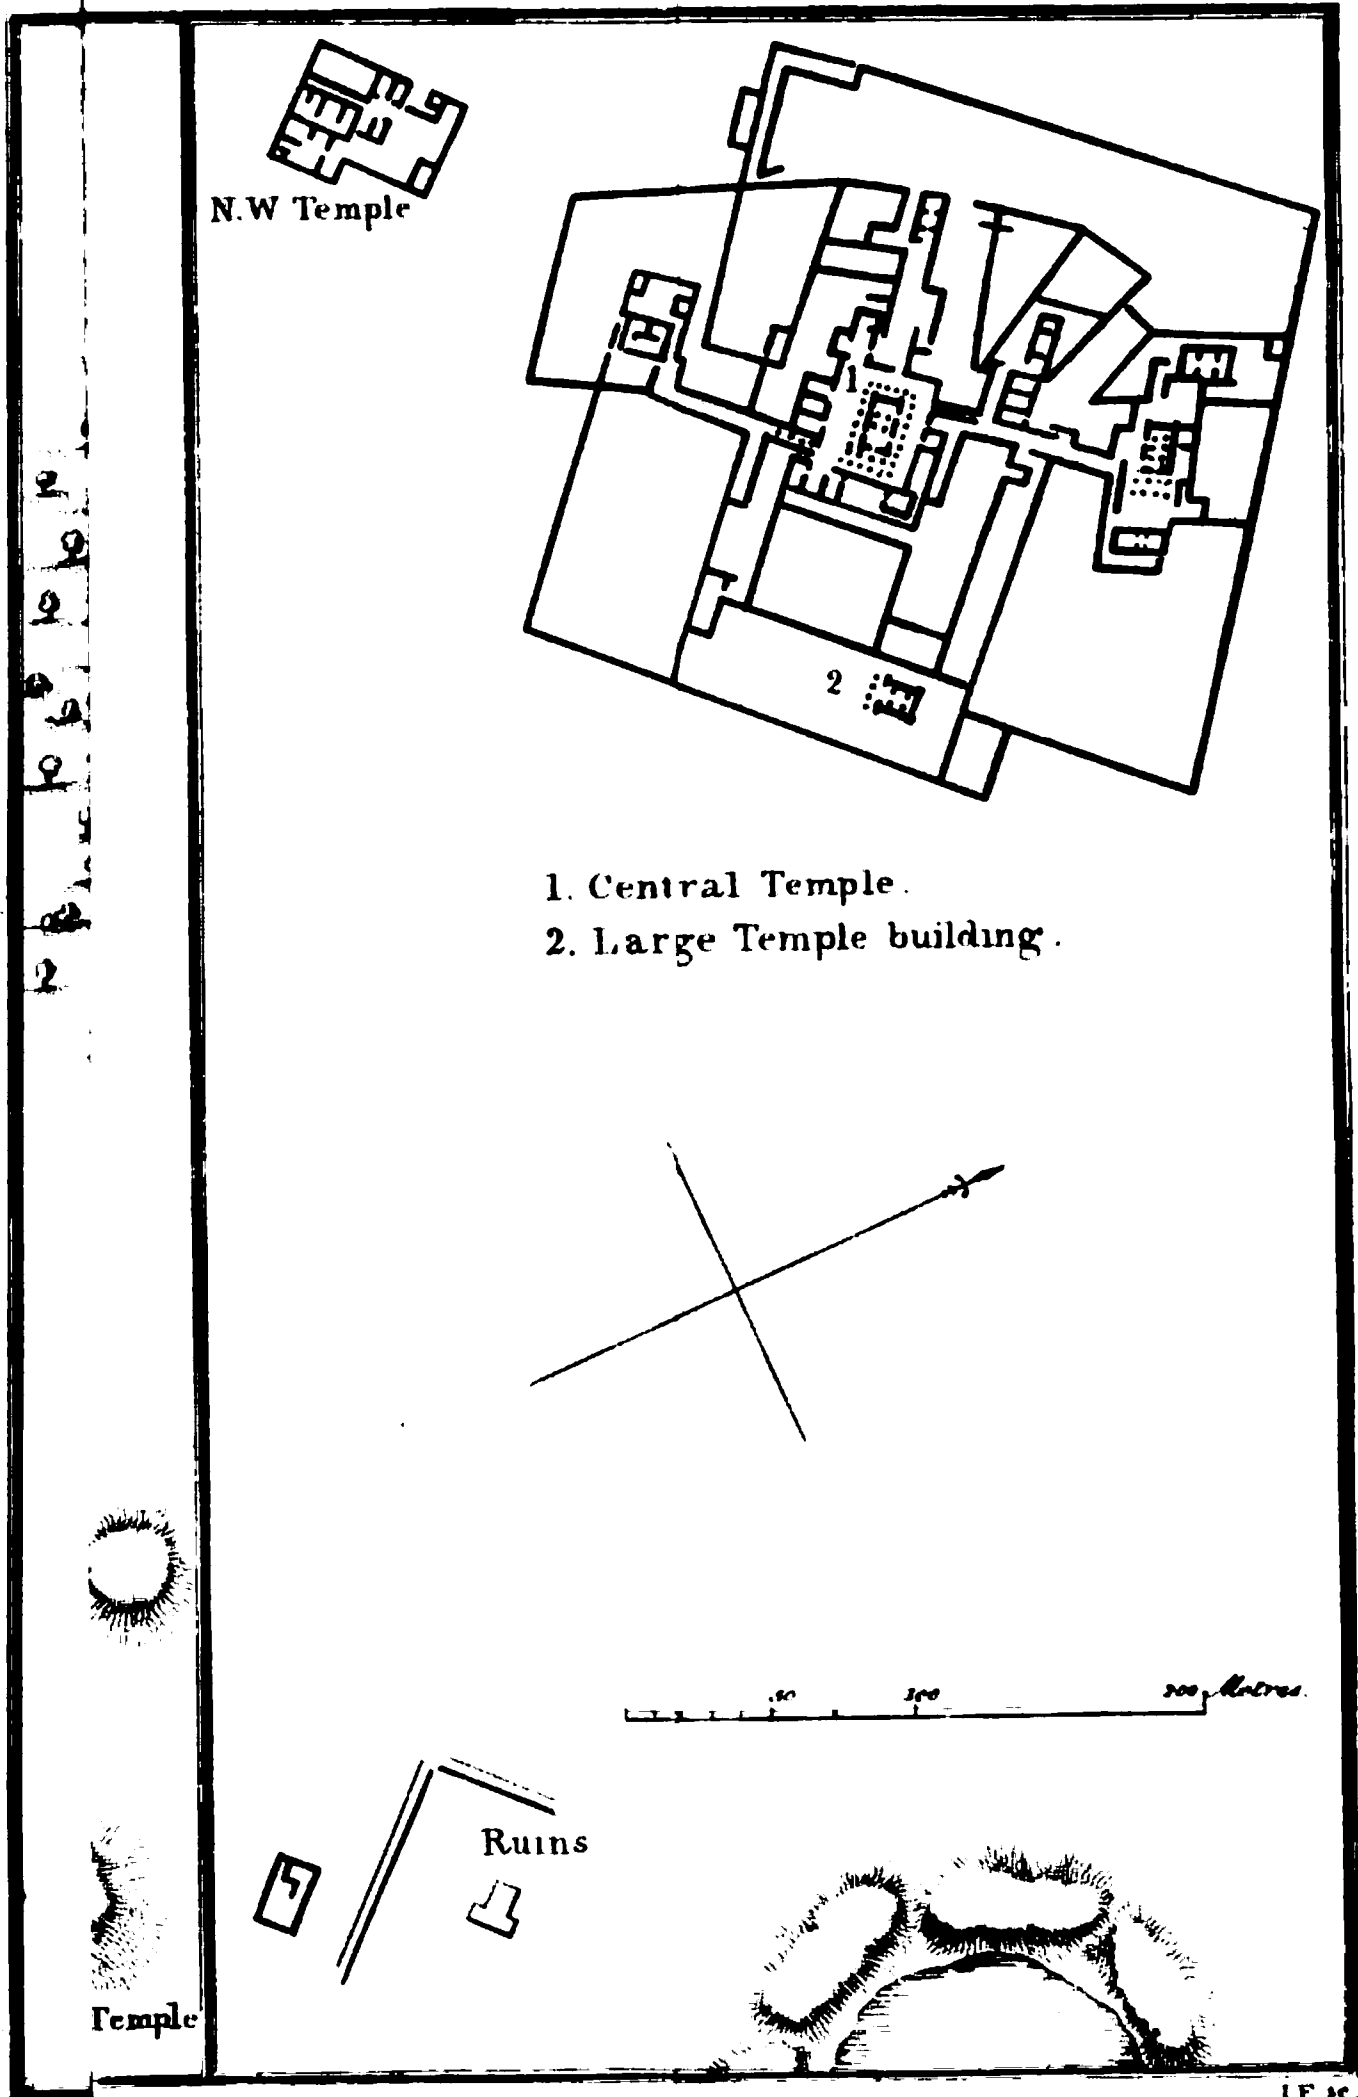 N.W Temple
1
2
1. Central Temple.
2. Large Temple building.
50 100 200 Metres.
Ruins
Temple